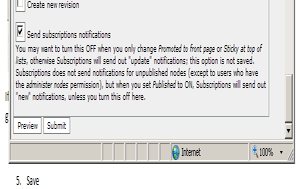 Create new revision
Send subscriptions notifications
You may want to turn this OFF when you only change Promoted to front page or Sticky at top of
lists, otherwise Subscriptions will send out "update" notifications; this option is not saved.
Subscriptions does not send notifications for unpublished nodes (except to users who have
the administer nodes permission), but when you set Published to ON, Subscriptions will send out
"new" notifications, unless you turn this off here.
Preview Submit
Internet 100%
5. Save